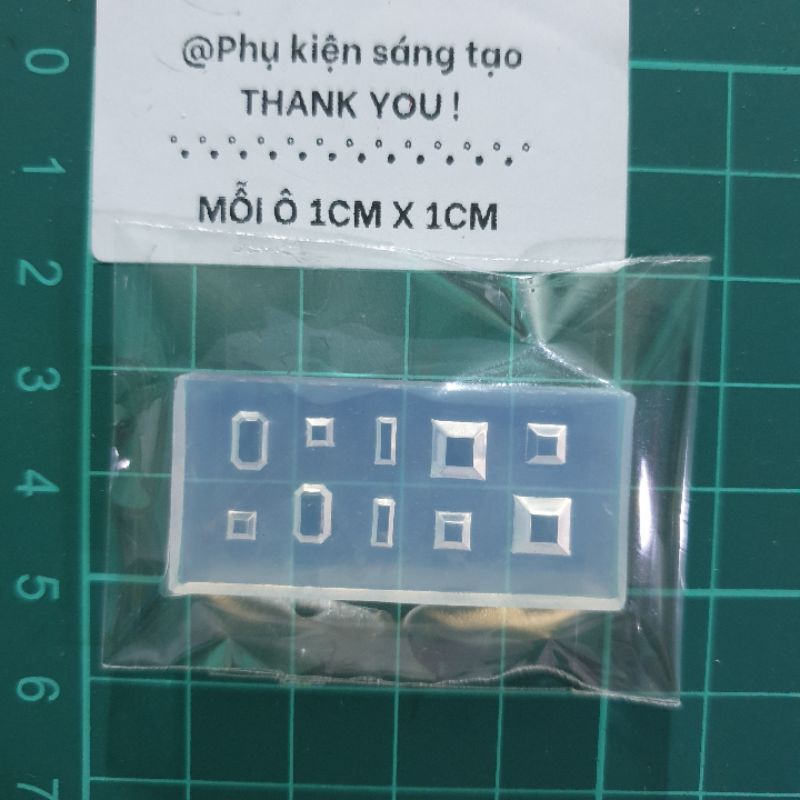 @Phụ kiện sáng tạo
THANK YOU !
MỖI Ô 1CM X 1CM
0
1
2
3
4
5
6
7